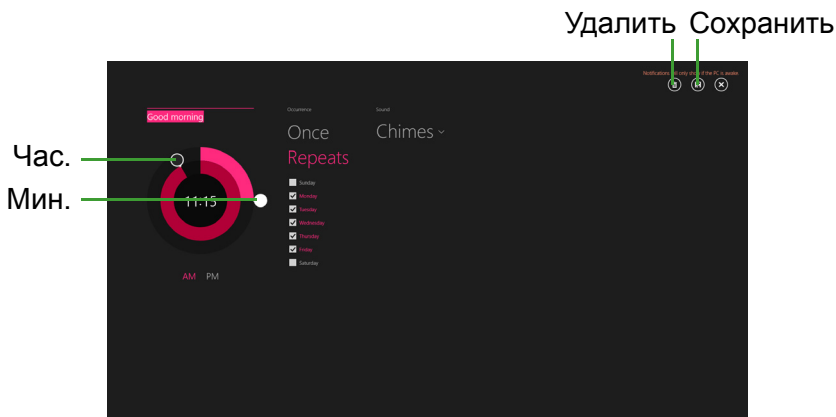 Удалить Сохранить
Notifications will only show if the PC is awake.
Good morning
Occurrence
Sound
Once
Chimes
Repeats
Час.
Мин.
11:15
Sunday
Monday
Tuesday
Wednesday
Thursday
Friday
Saturday
AM PM